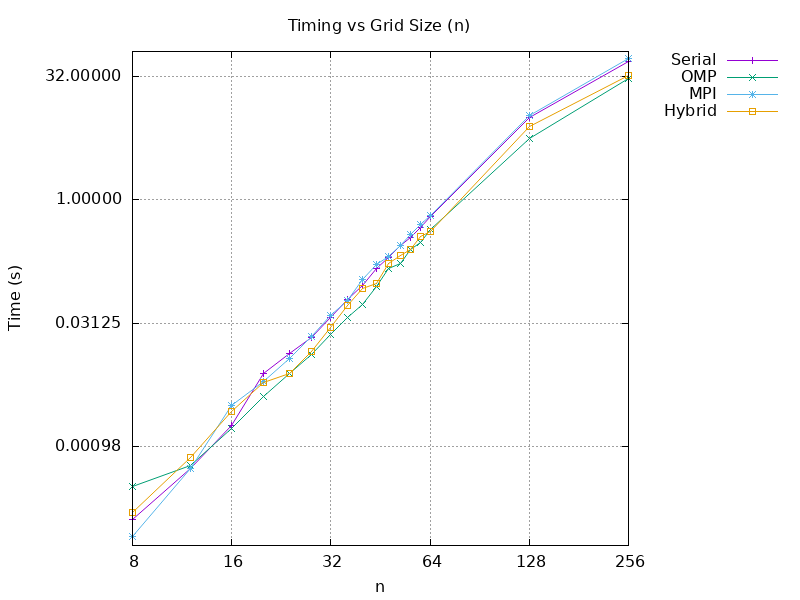 Timing vs Grid Size (n)
Serial
OMP
MPI
Hybrid
32.00000
1.00000
0.03125
0.00098
Time (s)
8 16 32 64 128 256
n